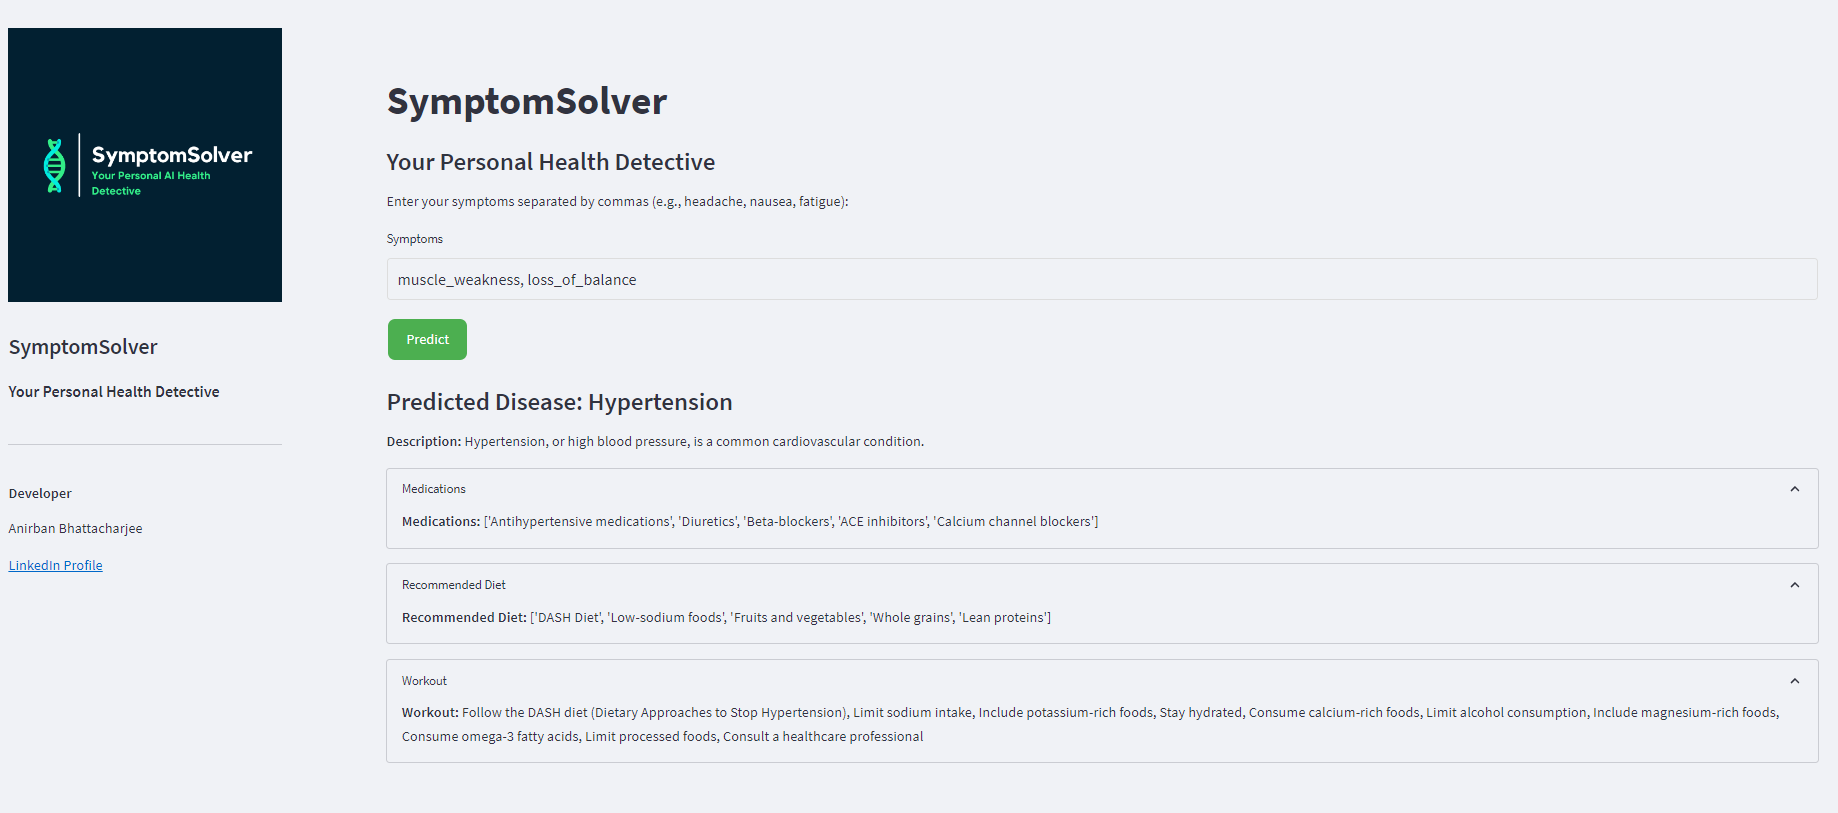 SymptomSolver
Your Personal AI Health
Detective
SymptomSolver
Your Personal Health Detective
Developer
Anirban Bhattacharjee
LinkedIn Profile
SymptomSolver
Your Personal Health Detective
Enter your symptoms separated by commas (e.g., headache, nausea, fatigue):
Symptoms
muscle_weakness, loss_of_balance
Predict
Predicted Disease: Hypertension
Description: Hypertension, or high blood pressure, is a common cardiovascular condition.
Medications
Medications: ['Antihypertensive medications', 'Diuretics', 'Beta-blockers', 'ACE inhibitors', 'Calcium channel blockers']
Recommended Diet
Recommended Diet: ['DASH Diet', 'Low-sodium foods', 'Fruits and vegetables', 'Whole grains', 'Lean proteins']
Workout
Workout: Follow the DASH diet (Dietary Approaches to Stop Hypertension), Limit sodium intake, Include potassium-rich foods, Stay hydrated, Consume calcium-rich foods, Limit alcohol consumption, Include magnesium-rich foods,
Consume omega-3 fatty acids, Limit processed foods, Consult a healthcare professional